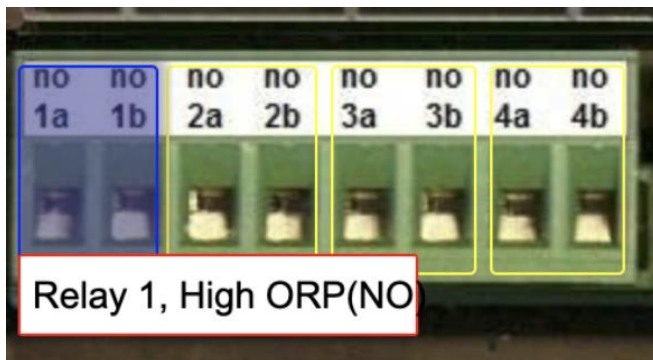 no no no no no no no no
1a 1b 2a 2b 3a 3b 4a 4b
Relay 1, High ORP(NO)